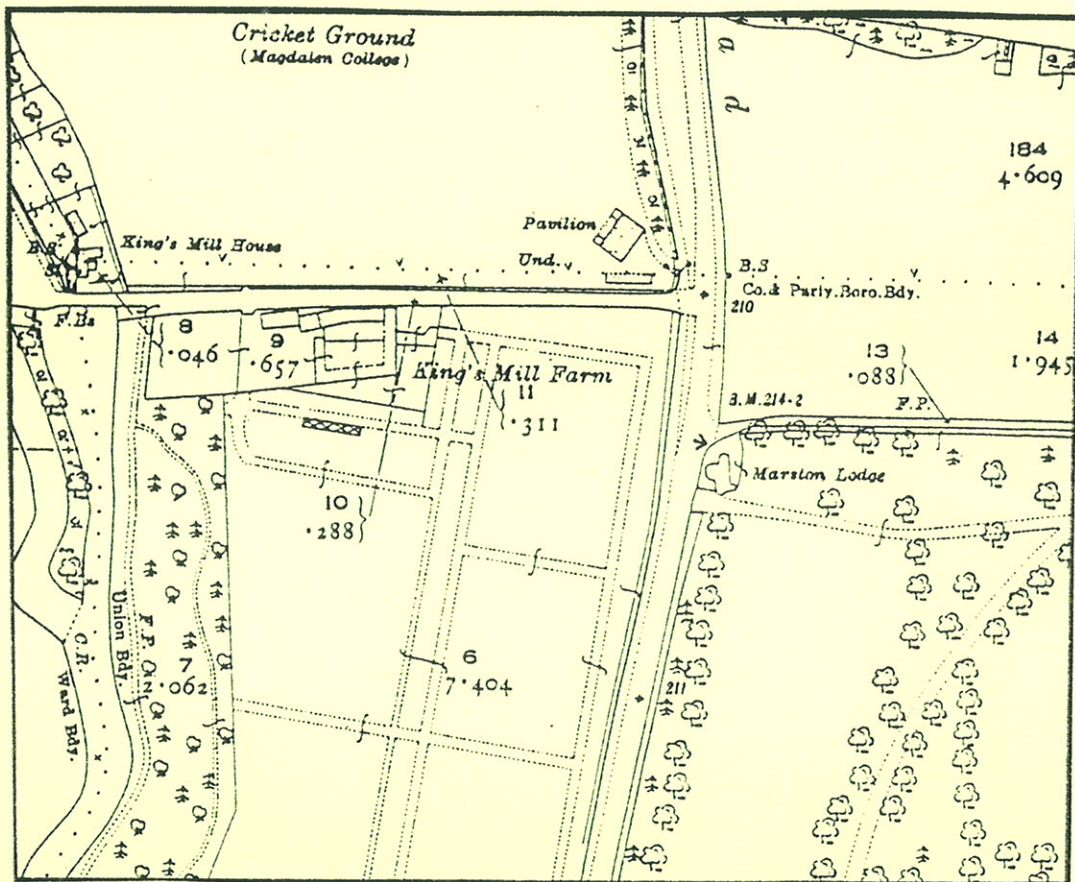 Cricket Ground
(Magdalen College)
a
d
184
4·609
Pavilion
B.S.
King's Mill House
Und.
B.S
Co. & Parly. Boro. Bdy.
210
F.Bs
8
·046
9
·657
13
·088
14
1·945
King's Mill Farm
11
·311
B.M. 214·2
F.P.
Marston Lodge
10
·288
Union Bdy.
F.P.
C.R.
Ward Bdy.
7
·062
6
7·404
211